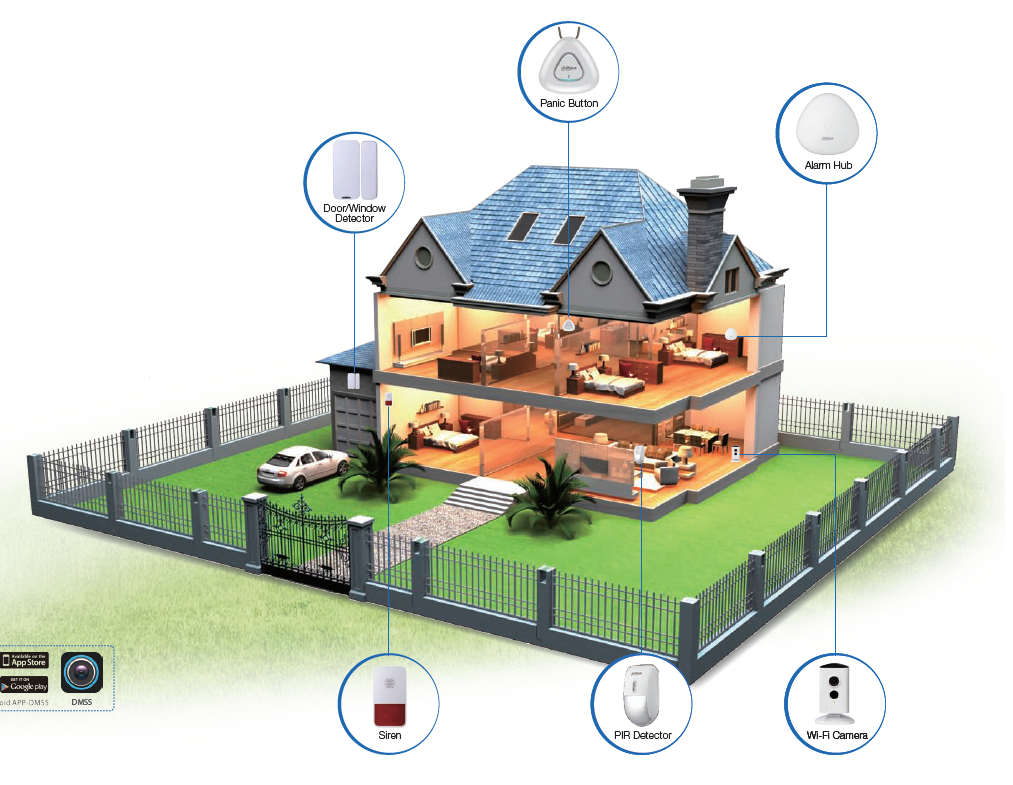 Panic Button
Alarm Hub
Door/Window
Detector
Available on the
App Store
GET IT ON
Google play
oid APP-DMSS
DMSS
Siren
PIR Detector
Wi-Fi Camera